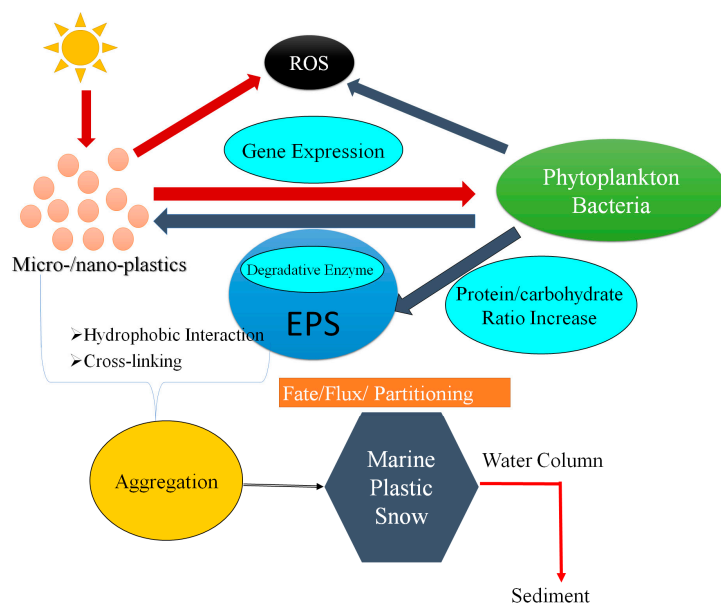 ROS
Gene Expression
Phytoplankton
Bacteria
Micro-/nano-plastics
Degradative Enzyme
EPS
Protein/carbohydrate
Ratio Increase
➢Hydrophobic Interaction
➢Cross-linking
Fate/Flux/ Partitioning
Aggregation
Marine
Plastic
Snow
Water Column
Sediment